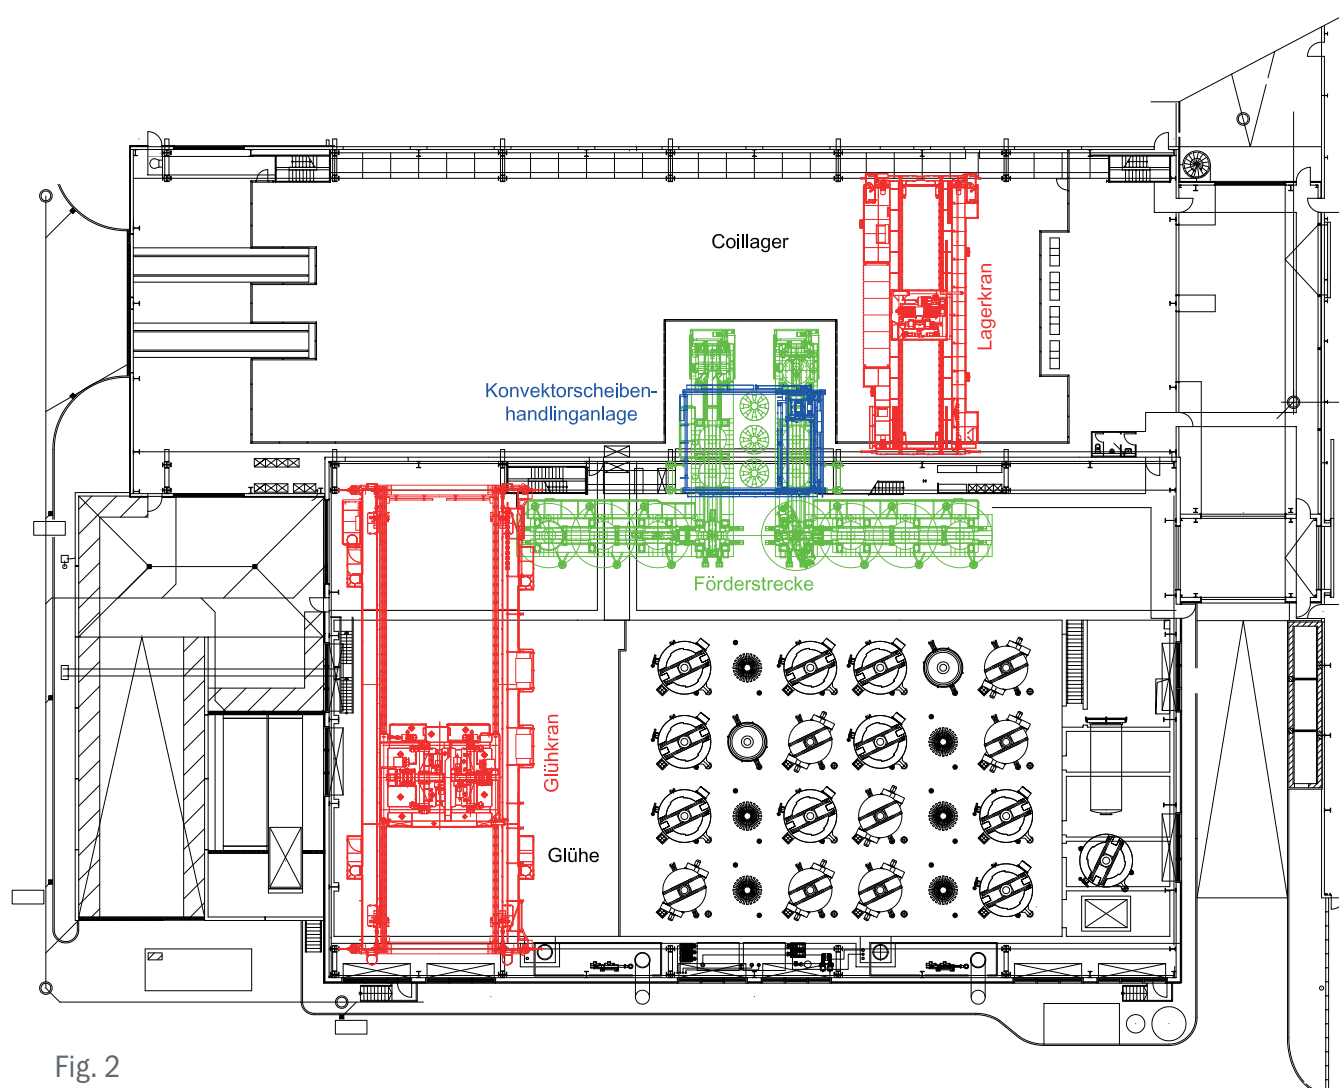 Coillager
Lagerkran
Konvektorscheiben-
handlinganlage
Förderstrecke
Glühkran
Glühe
Fig. 2